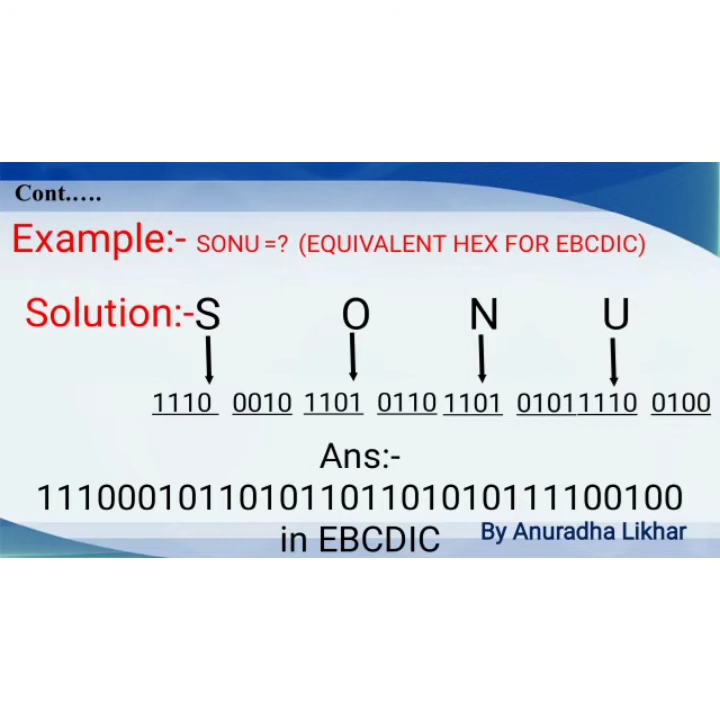 Cont.....
Example:- SONU =? (EQUIVALENT HEX FOR EBCDIC)
Solution:-S O N U
1110 0010 1101 0110 1101 0101 1110 0100
Ans:-
11100010110101101101010111100100
in EBCDIC By Anuradha Likhar